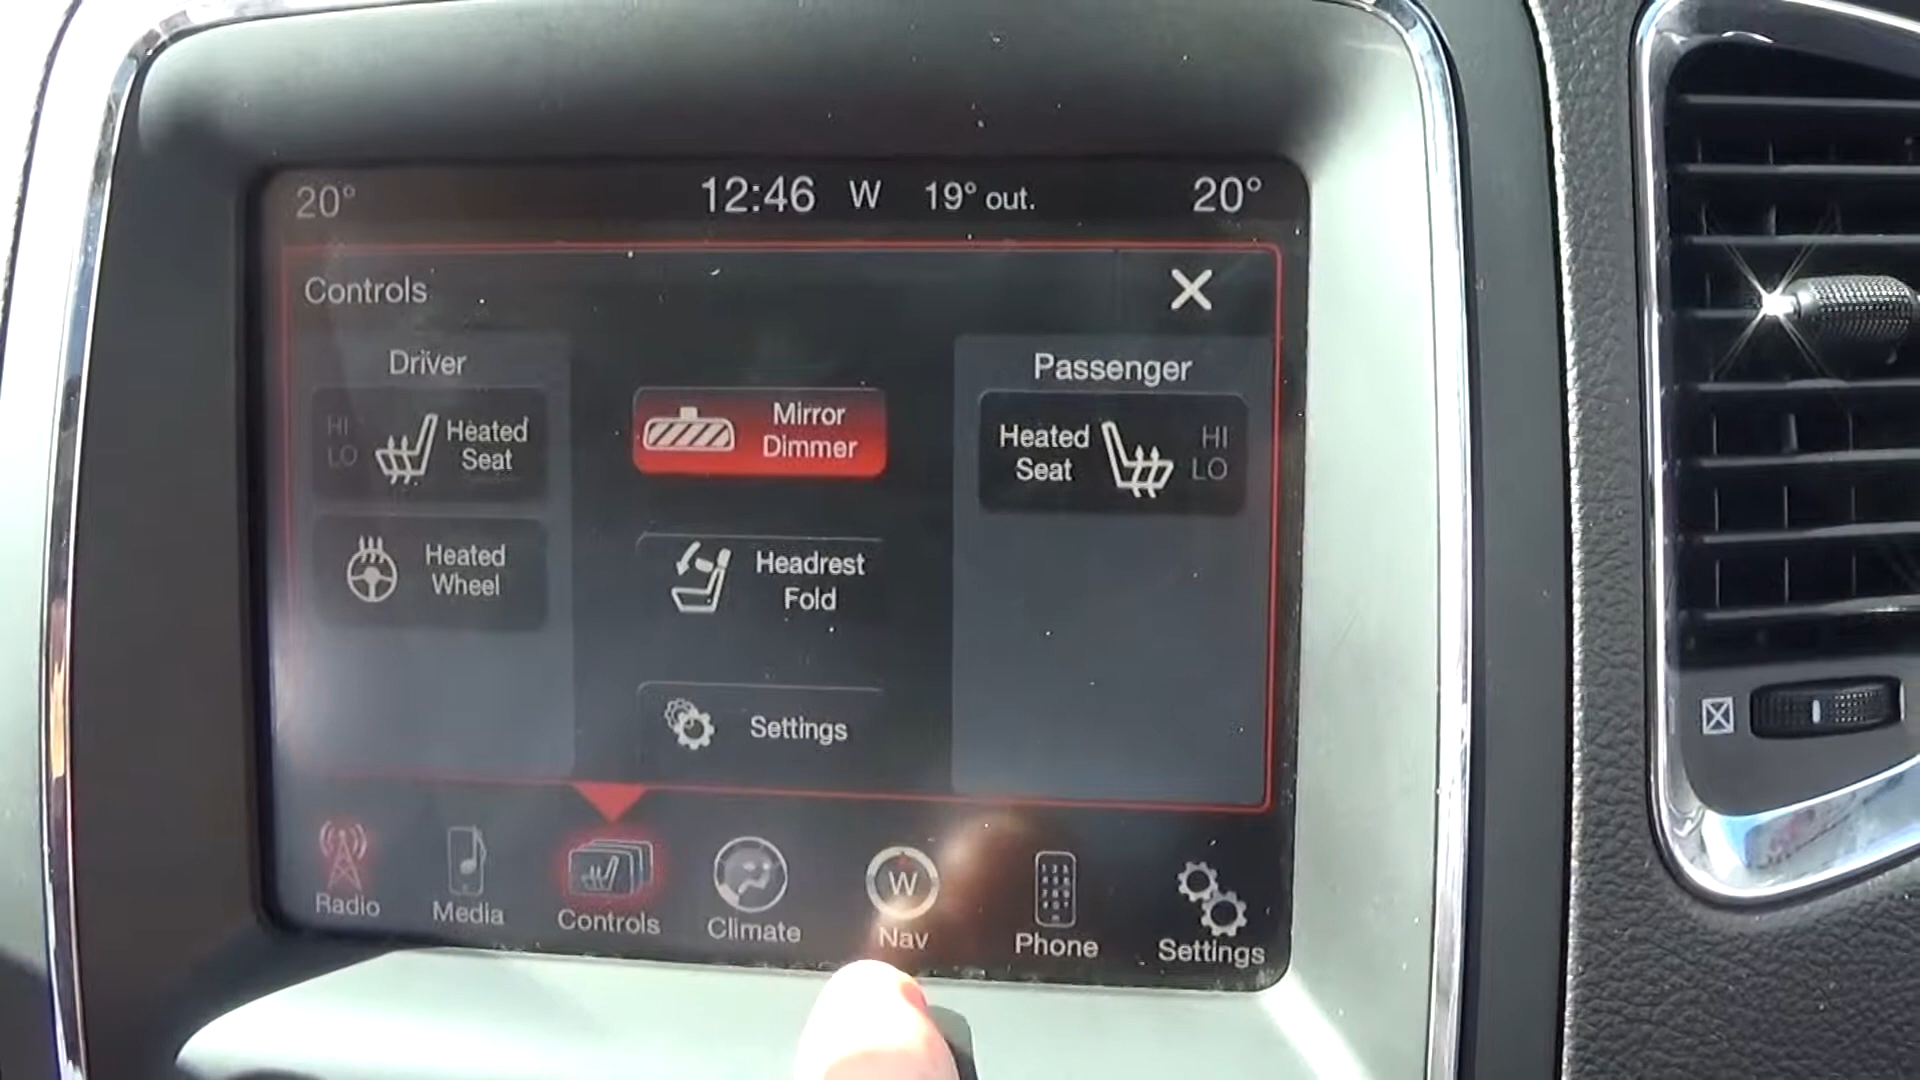 20° 12:46 W 19° out. 20°
Controls
Driver
HI
LO
Heated
Seat
Heated
Wheel
Mirror
Dimmer
Headrest
Fold
Settings
Passenger
Heated
Seat
HI
LO
Radio
Media
Controls
Climate
W
Nav
Phone
Settings